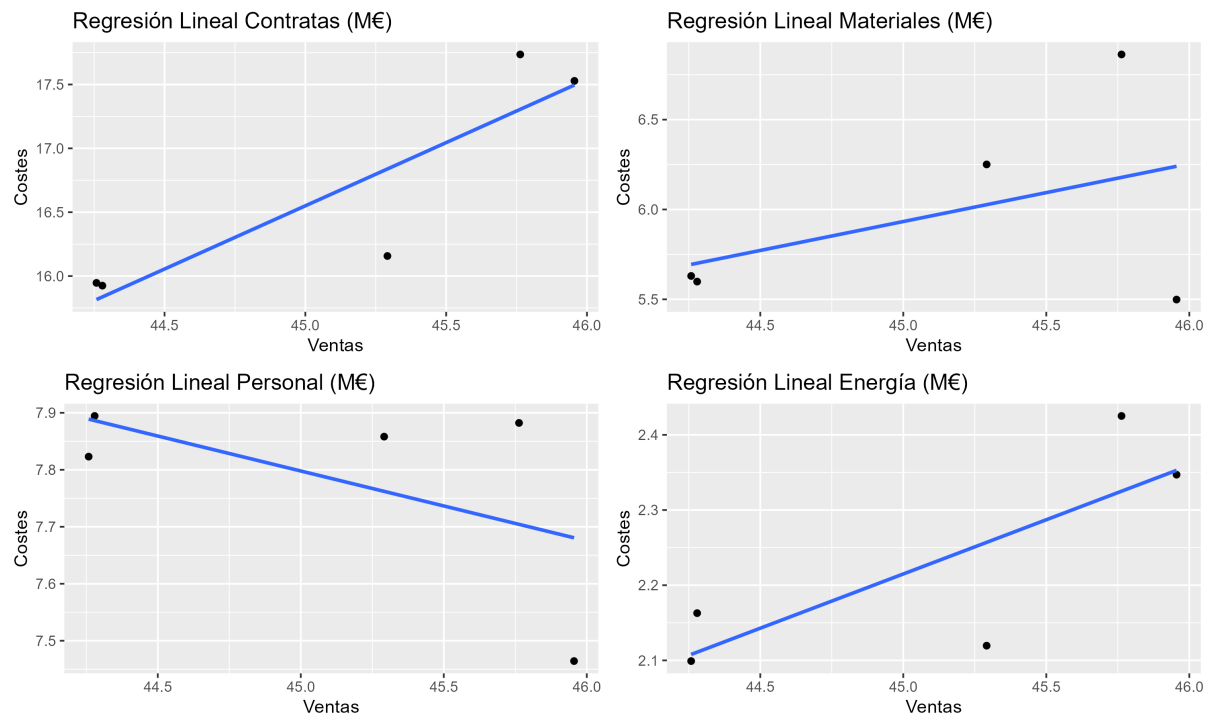 Regresión Lineal Contratas (M€)
Costes
17.5
17.0
16.5
16.0
44.5 45.0 45.5 46.0
Ventas
Regresión Lineal Materiales (M€)
Costes
6.5
6.0
5.5
44.5 45.0 45.5 46.0
Ventas
Regresión Lineal Personal (M€)
Costes
7.9
7.8
7.7
7.6
7.5
44.5 45.0 45.5 46.0
Ventas
Regresión Lineal Energía (M€)
Costes
2.4
2.3
2.2
2.1
44.5 45.0 45.5 46.0
Ventas